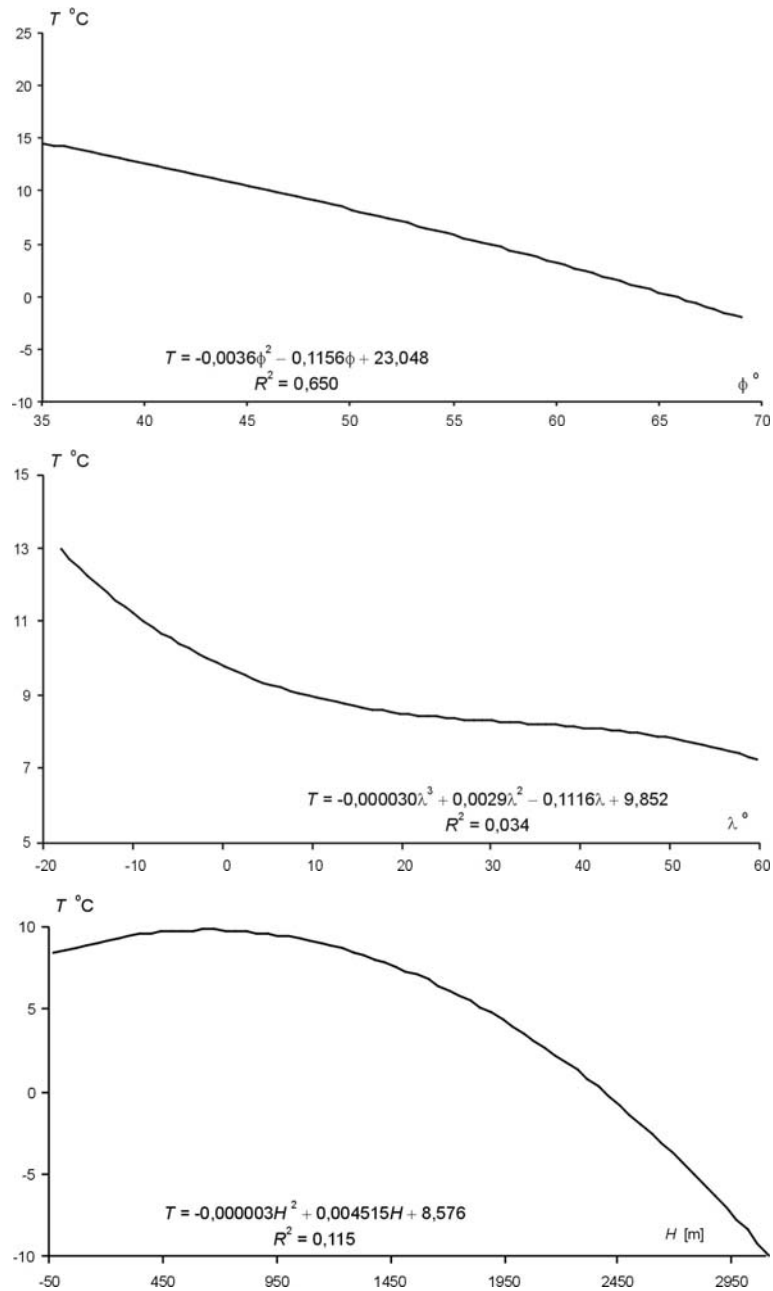 T °C
25
20
15
10
5
0
-5
-10
T = -0,0036ϕ² − 0,1156ϕ + 23,048
R² = 0,650
ϕ°
35 40 45 50 55 60 65 70
T °C
15
13
11
9
7
5
T = -0,000030λ³ + 0,0029λ² − 0,1116λ + 9,852
R² = 0,034
λ°
-20 -10 0 10 20 30 40 50 60
T °C
10
5
0
-5
-10
T = -0,000003H² + 0,004515H + 8,576
R² = 0,115
H [m]
-50 450 950 1450 1950 2450 2950